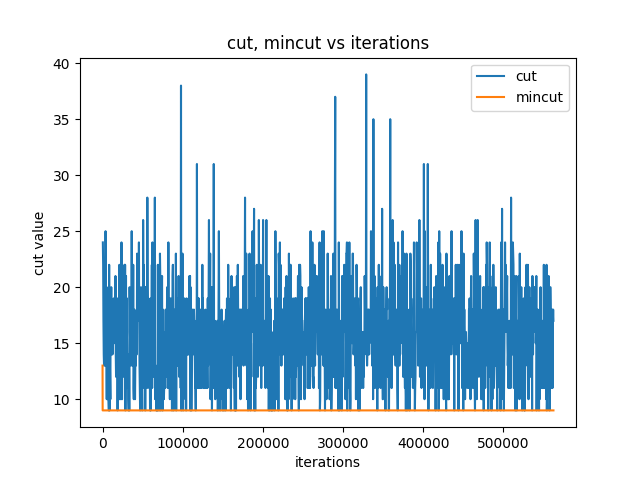 cut, mincut vs iterations
cut
mincut
cut value
40
35
30
25
20
15
10
0
100000
200000
300000
400000
500000
iterations